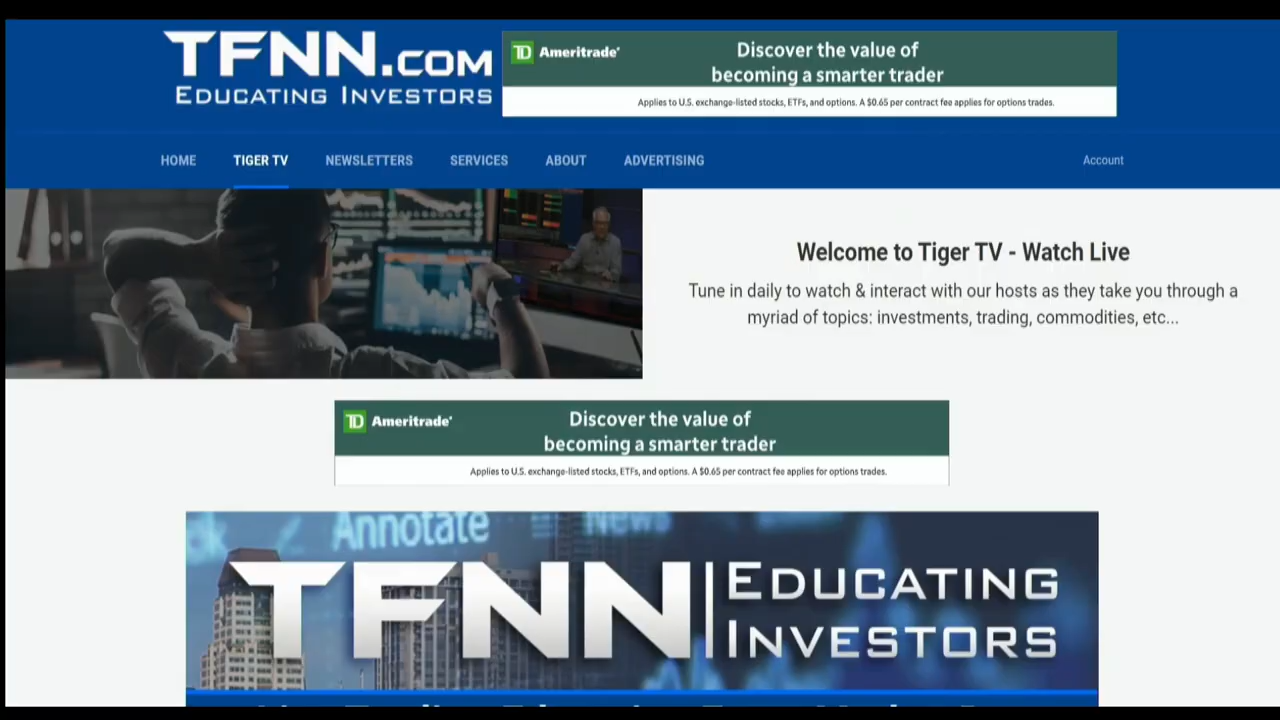 TFNN.COM
EDUCATING INVESTORS
TD Ameritrade
Discover the value of
becoming a smarter trader
Applies to U.S. exchange-listed stocks, ETFs, and options. A $0.65 per contract fee applies for options trades.
HOME TIGER TV NEWSLETTERS SERVICES ABOUT ADVERTISING Account
Welcome to Tiger TV - Watch Live
Tune in daily to watch & interact with our hosts as they take you through a
myriad of topics: investments, trading, commodities, etc...
TD Ameritrade
Discover the value of
becoming a smarter trader
Applies to U.S. exchange-listed stocks, ETFs, and options. A $0.65 per contract fee applies for options trades.
Annotate News
TFNN EDUCATING
INVESTORS